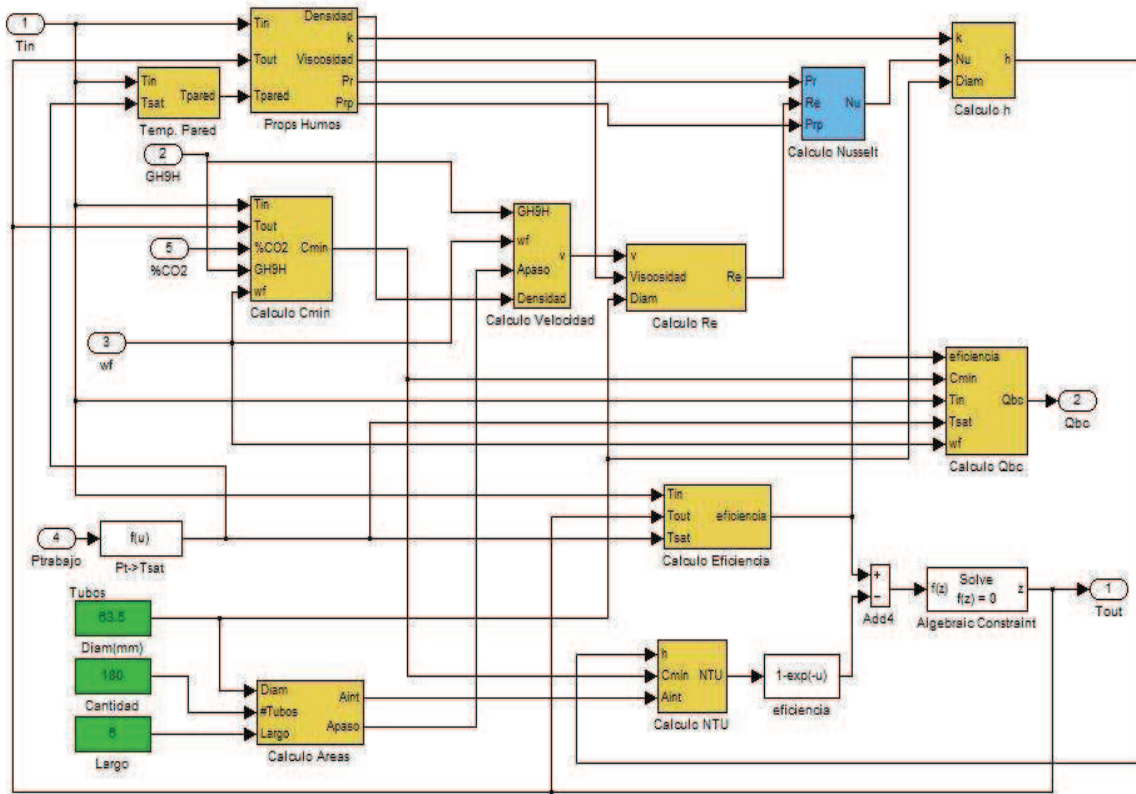 1
Tin
Tin
Tout
Tpared
Densidad
k
Viscosidad
Pr
Prp
Props Humos
Tin
Tsat
Tpared
Temp. Pared
2
GH9H
Pr
Re
Prp
Nu
Calculo Nusselt
k
Nu
Diam
h
Calculo h
Tin
Tout
%CO2
GH9H
wf
Cmin
Calculo Cmin
5
%CO2
3
wf
GH9H
wf
Apaso
Densidad
v
Calculo Velocidad
v
Viscosidad
Diam
Re
Calculo Re
eficiencia
Cmin
Tin
Tsat
wf
Qbc
Calculo Qbc
2
Qbc
4
Ptrabajo
f(u)
Pt->Tsat
Tin
Tout
Tsat
eficiencia
Calculo Eficiencia
+
−
Add4
f(z)
Solve
f(z) = 0
z
Algebraic Constraint
1
Tout
Tubos
63.5
Diam(mm)
180
Cantidad
6
Largo
Diam
#Tubos
Largo
Aint
Apaso
Calculo Areas
h
Cmin
Aint
NTU
Calculo NTU
1-exp(-u)
eficiencia